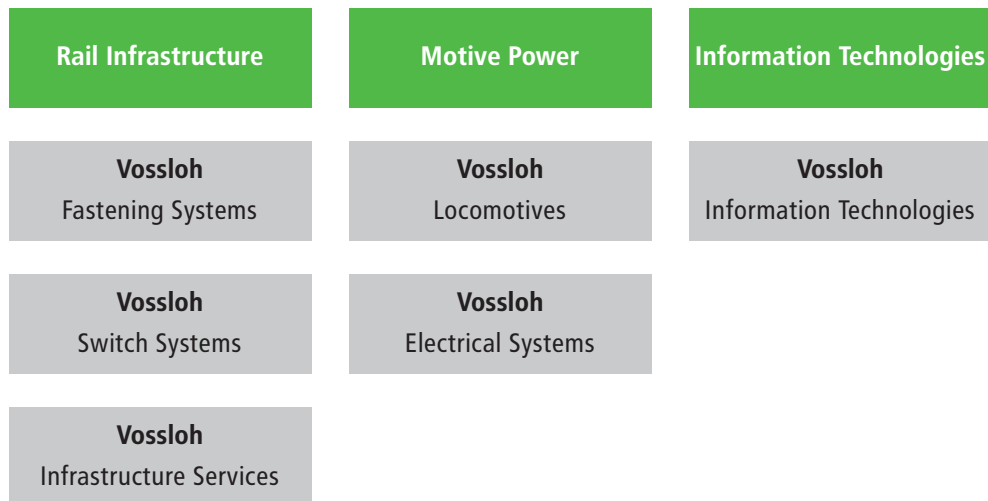 Rail Infrastructure
Motive Power
Information Technologies
Vossloh
Fastening Systems
Vossloh
Locomotives
Vossloh
Information Technologies
Vossloh
Switch Systems
Vossloh
Electrical Systems
Vossloh
Infrastructure Services